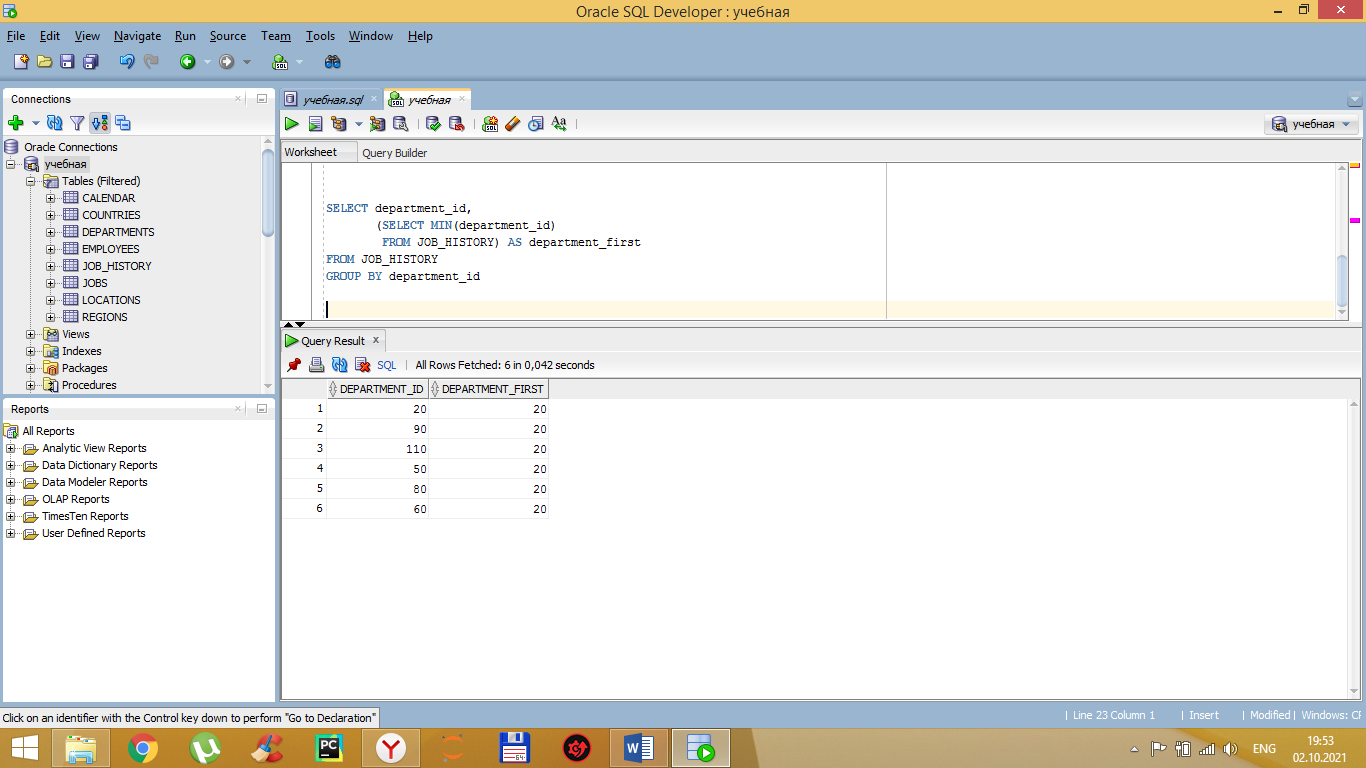 Oracle SQL Developer : учебная
File Edit View Navigate Run Source Team Tools Window Help
SQL
Connections
Oracle Connections
учебная
Tables (Filtered)
CALENDAR
COUNTRIES
DEPARTMENTS
EMPLOYEES
JOB_HISTORY
JOBS
LOCATIONS
REGIONS
Views
Indexes
Packages
Procedures
Reports
All Reports
Analytic View Reports
Data Dictionary Reports
Data Modeler Reports
OLAP Reports
TimesTen Reports
User Defined Reports
учебная.sql учебная
Aa учебная
Worksheet Query Builder
SELECT department_id,
(SELECT MIN(department_id)
FROM JOB_HISTORY) AS department_first
FROM JOB_HISTORY
GROUP BY department_id
Query Result x
SQL | All Rows Fetched: 6 in 0,042 seconds
DEPARTMENT_ID DEPARTMENT_FIRST
1 20 20
2 90 20
3 110 20
4 50 20
5 80 20
6 60 20
Click on an identifier with the Control key down to perform "Go to Declaration"
| Line 23 Column 1 | Insert | Modified | Windows: CF
PC Y 64 W
ENG 19:53
02.10.2021